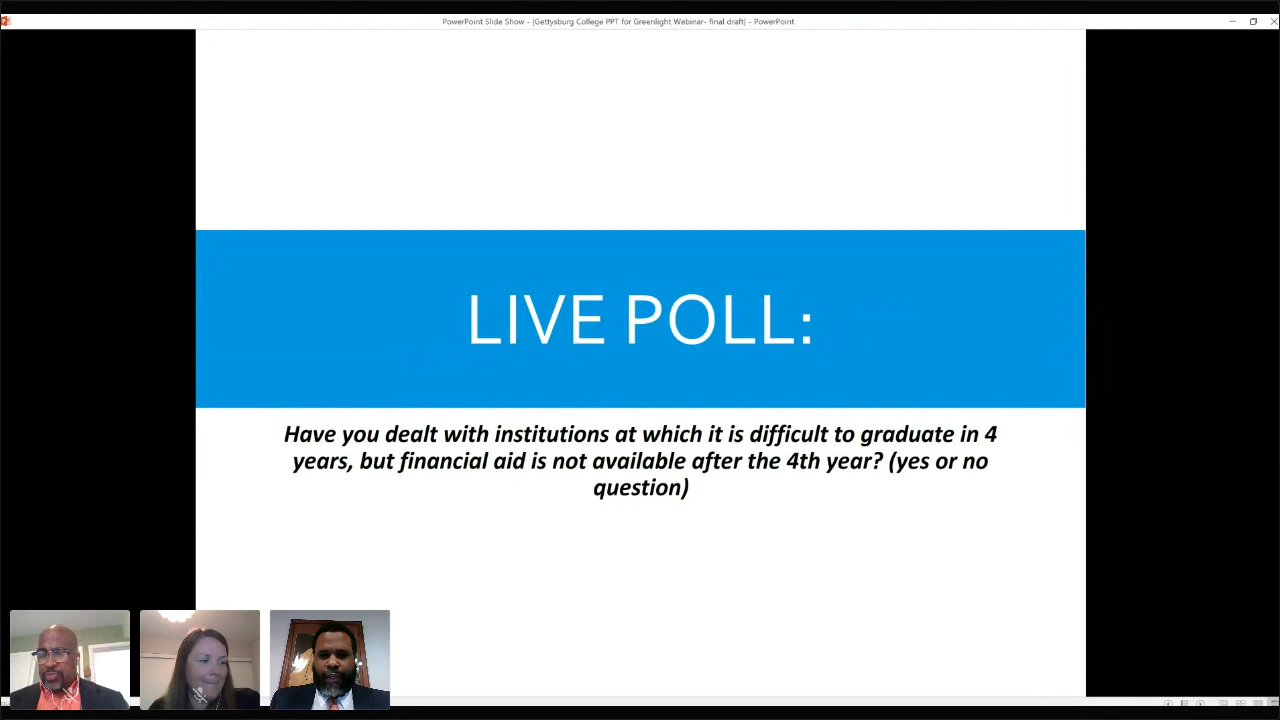 PowerPoint Slide Show - [Gettysburg College PPT for Greenlight Webinar- final draft] - PowerPoint
LIVE POLL:
Have you dealt with institutions at which it is difficult to graduate in 4
years, but financial aid is not available after the 4th year? (yes or no
question)